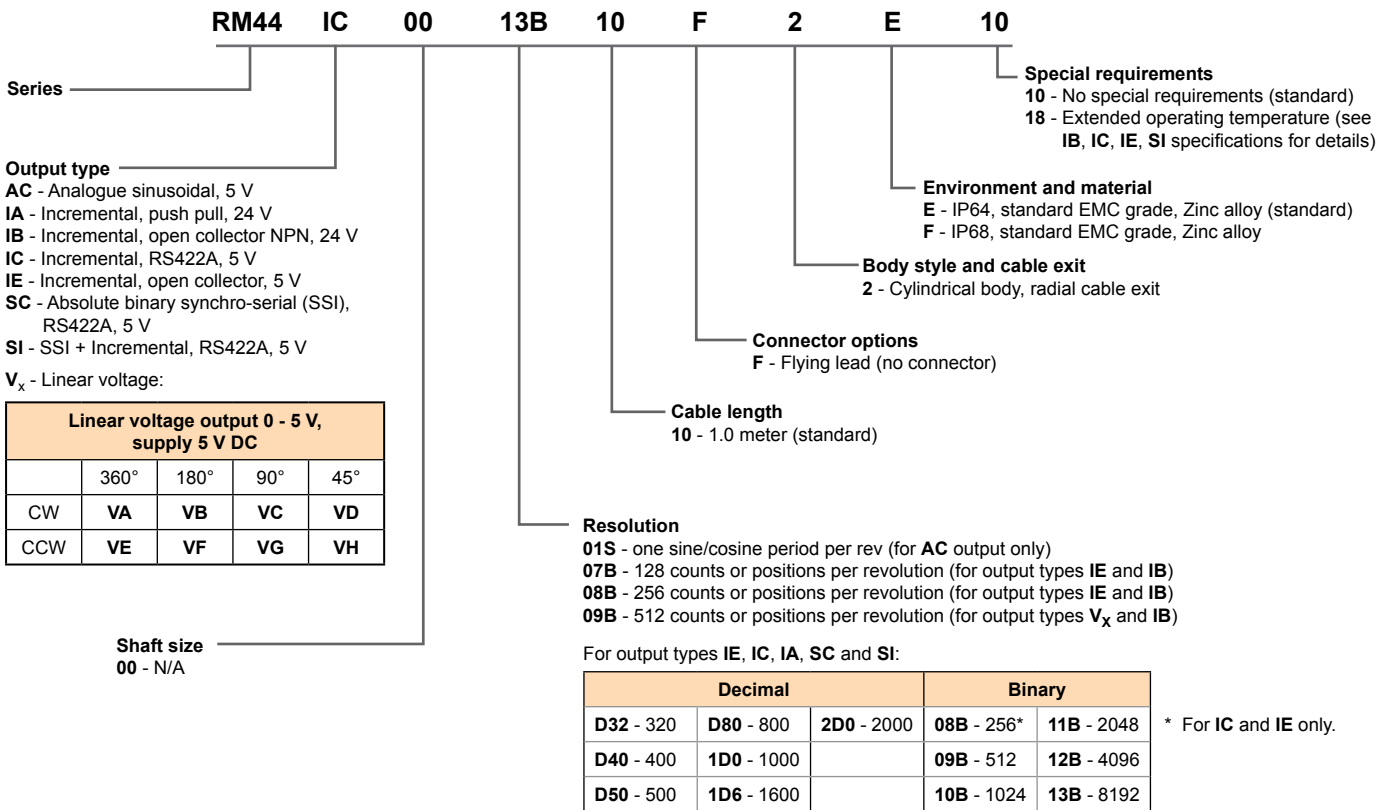 RM44 IC 00 13B 10 F 2 E 10
Series
Special requirements
10 - No special requirements (standard)
18 - Extended operating temperature (see
IB, IC, IE, SI specifications for details)
Output type
AC - Analogue sinusoidal, 5 V
IA - Incremental, push pull, 24 V
IB - Incremental, open collector NPN, 24 V
IC - Incremental, RS422A, 5 V
IE - Incremental, open collector, 5 V
SC - Absolute binary synchro-serial (SSI),
RS422A, 5 V
SI - SSI + Incremental, RS422A, 5 V
Vx - Linear voltage:
Linear voltage output 0 - 5 V,
supply 5 V DC
360° 180° 90° 45°
CW VA VB VC VD
CCW VE VF VG VH
Environment and material
E - IP64, standard EMC grade, Zinc alloy (standard)
F - IP68, standard EMC grade, Zinc alloy
Body style and cable exit
2 - Cylindrical body, radial cable exit
Connector options
F - Flying lead (no connector)
Cable length
10 - 1.0 meter (standard)
Resolution
01S - one sine/cosine period per rev (for AC output only)
07B - 128 counts or positions per revolution (for output types IE and IB)
08B - 256 counts or positions per revolution (for output types IE and IB)
09B - 512 counts or positions per revolution (for output types VX and IB)
Shaft size
00 - N/A
For output types IE, IC, IA, SC and SI:
Decimal Binary
D32 - 320 D80 - 800 2D0 - 2000 08B - 256* 11B - 2048 * For IC and IE only.
D40 - 400 1D0 - 1000 09B - 512 12B - 4096
D50 - 500 1D6 - 1600 10B - 1024 13B - 8192